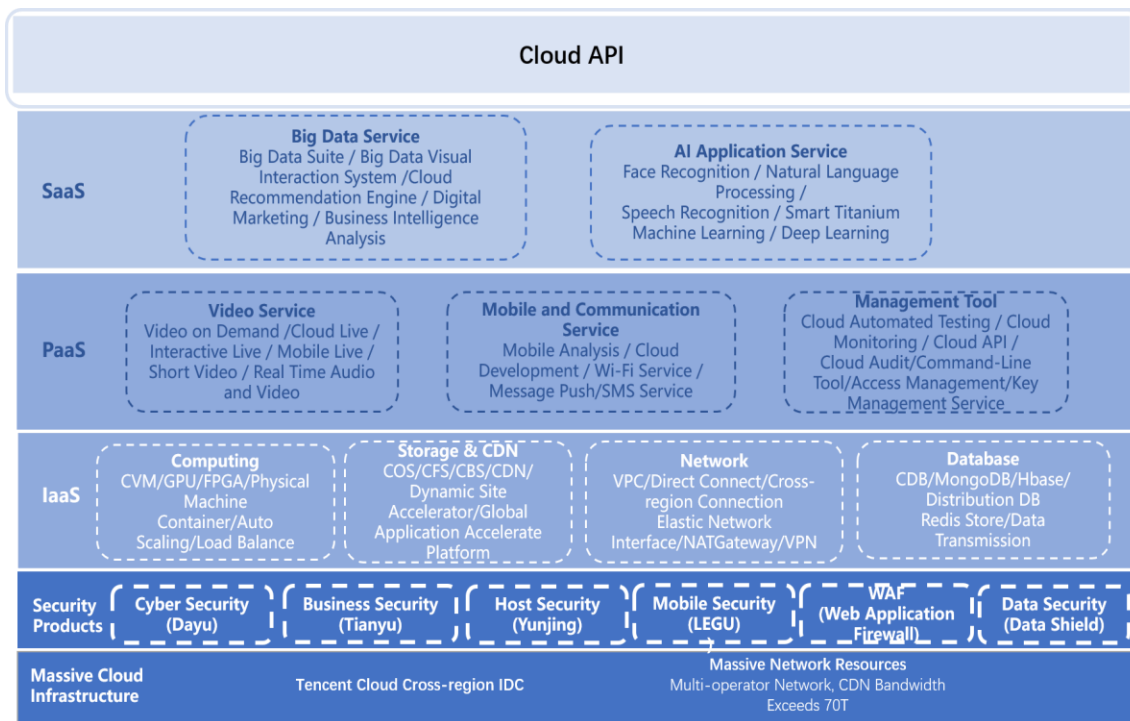 Cloud API
SaaS
Big Data Service
Big Data Suite / Big Data Visual
Interaction System /Cloud
Recommendation Engine / Digital
Marketing / Business Intelligence
Analysis
AI Application Service
Face Recognition / Natural Language
Processing /
Speech Recognition / Smart Titanium
Machine Learning / Deep Learning
PaaS
Video Service
Video on Demand /Cloud Live /
Interactive Live / Mobile Live /
Short Video / Real Time Audio
and Video
Mobile and Communication
Service
Mobile Analysis / Cloud
Development / Wi-Fi Service /
Message Push/SMS Service
Management Tool
Cloud Automated Testing / Cloud
Monitoring / Cloud API /
Cloud Audit/Command-Line
Tool/Access Management/Key
Management Service
IaaS
Computing
CVM/GPU/FPGA/Physical
Machine
Container/Auto
Scaling/Load Balance
Storage & CDN
COS/CFS/CBS/CDN/
Dynamic Site
Accelerator/Global
Application Accelerate
Platform
Network
VPC/Direct Connect/Cross-
region Connection
Elastic Network
Interface/NATGateway/VPN
Database
CDB/MongoDB/Hbase/
Distribution DB
Redis Store/Data
Transmission
Security
Products
Cyber Security
(Dayu)
Business Security
(Tianyu)
Host Security
(Yunjing)
Mobile Security
(LEGU)
WAF
(Web Application
Firewall)
Data Security
(Data Shield)
Massive Cloud
Infrastructure
Tencent Cloud Cross-region IDC
Massive Network Resources
Multi-operator Network, CDN Bandwidth
Exceeds 70T